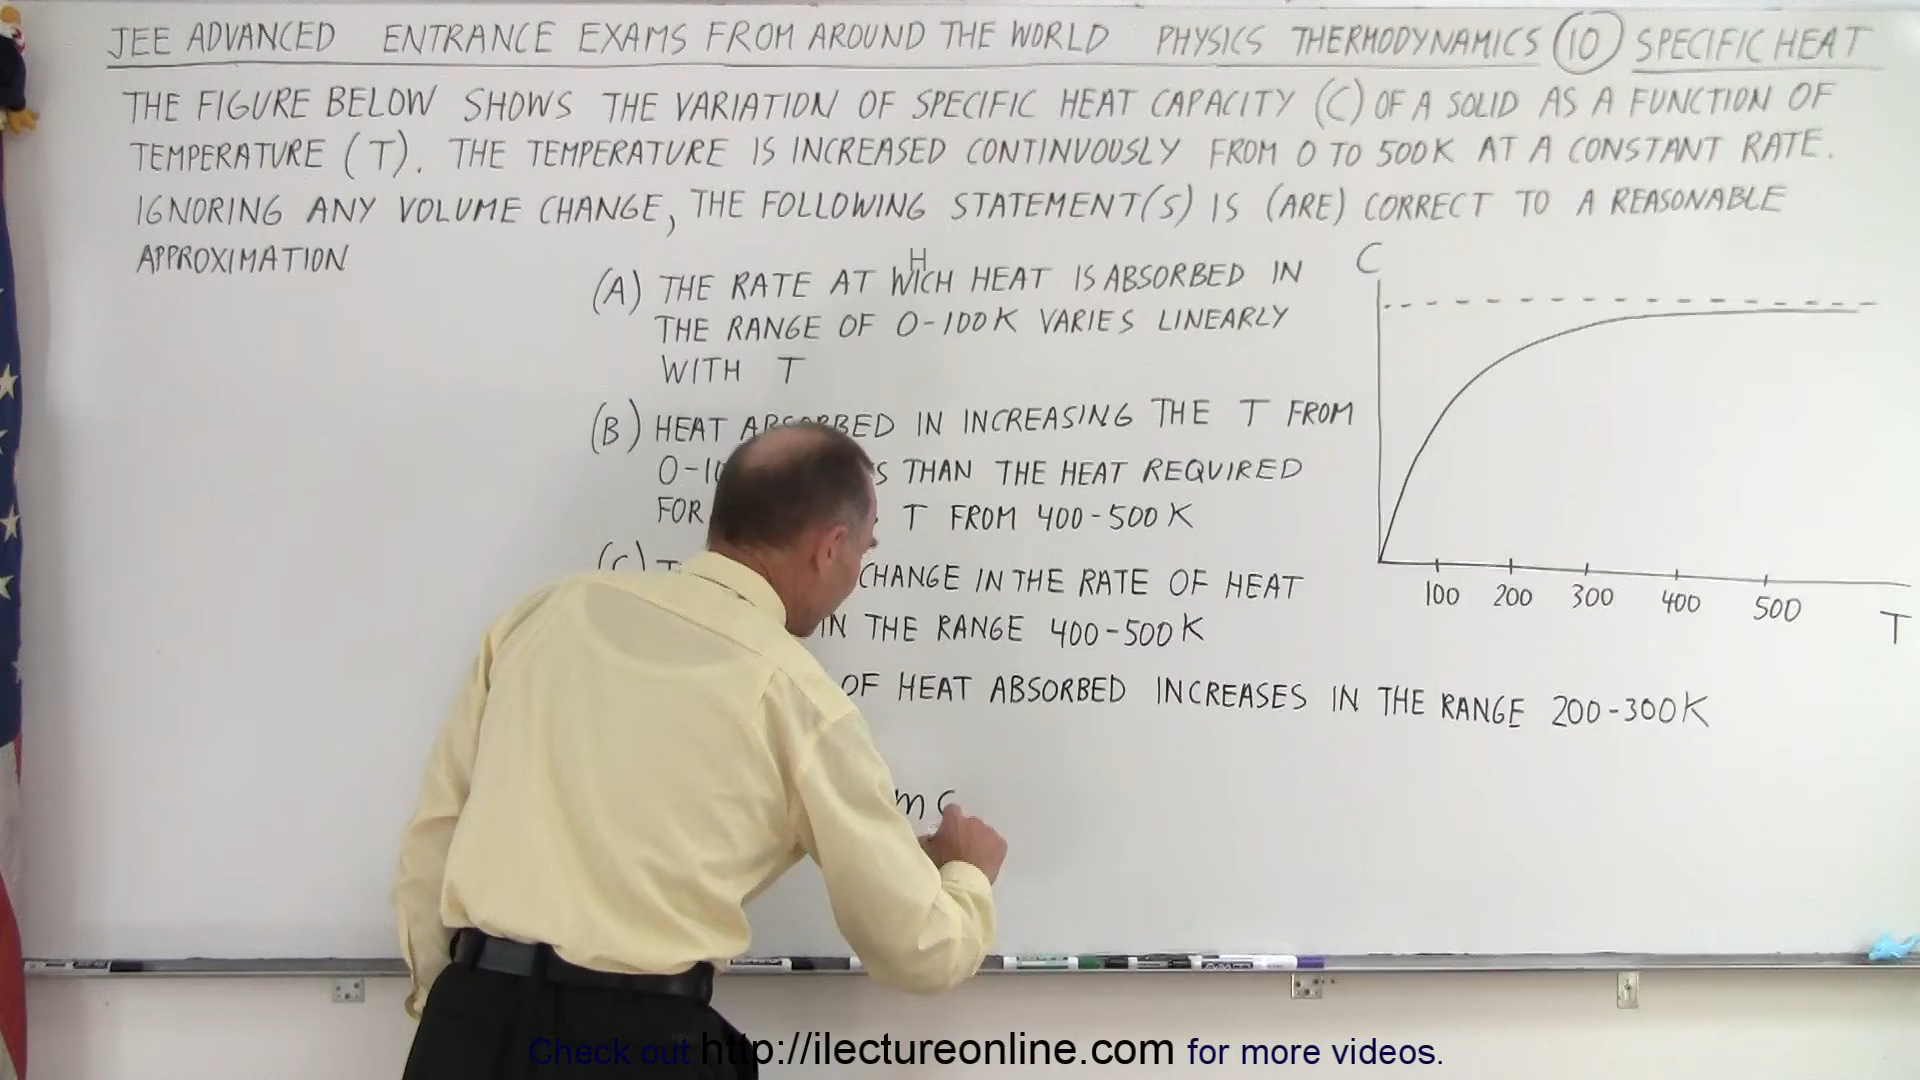 JEE ADVANCED ENTRANCE EXAMS FROM AROUND THE WORLD PHYSICS THERMODYNAMICS 10 SPECIFIC HEAT
THE FIGURE BELOW SHOWS THE VARIATION OF SPECIFIC HEAT CAPACITY (C) OF A SOLID AS A FUNCTION OF
TEMPERATURE (T). THE TEMPERATURE IS INCREASED CONTINUOUSLY FROM 0 TO 500K AT A CONSTANT RATE.
IGNORING ANY VOLUME CHANGE, THE FOLLOWING STATEMENT(S) IS (ARE) CORRECT TO A REASONABLE
APPROXIMATION
(A) THE RATE AT WHICH HEAT IS ABSORBED IN
THE RANGE OF 0-100K VARIES LINEARLY
WITH T
(B) HEAT ABSORBED IN INCREASING THE T FROM
0-10 THAN THE HEAT REQUIRED
FOR T FROM 400-500K
(C) CHANGE IN THE RATE OF HEAT
IN THE RANGE 400-500K
OF HEAT ABSORBED INCREASES IN THE RANGE 200-300K
m C
C
100 200 300 400 500
T
Check out http://ilectureonline.com for more videos.